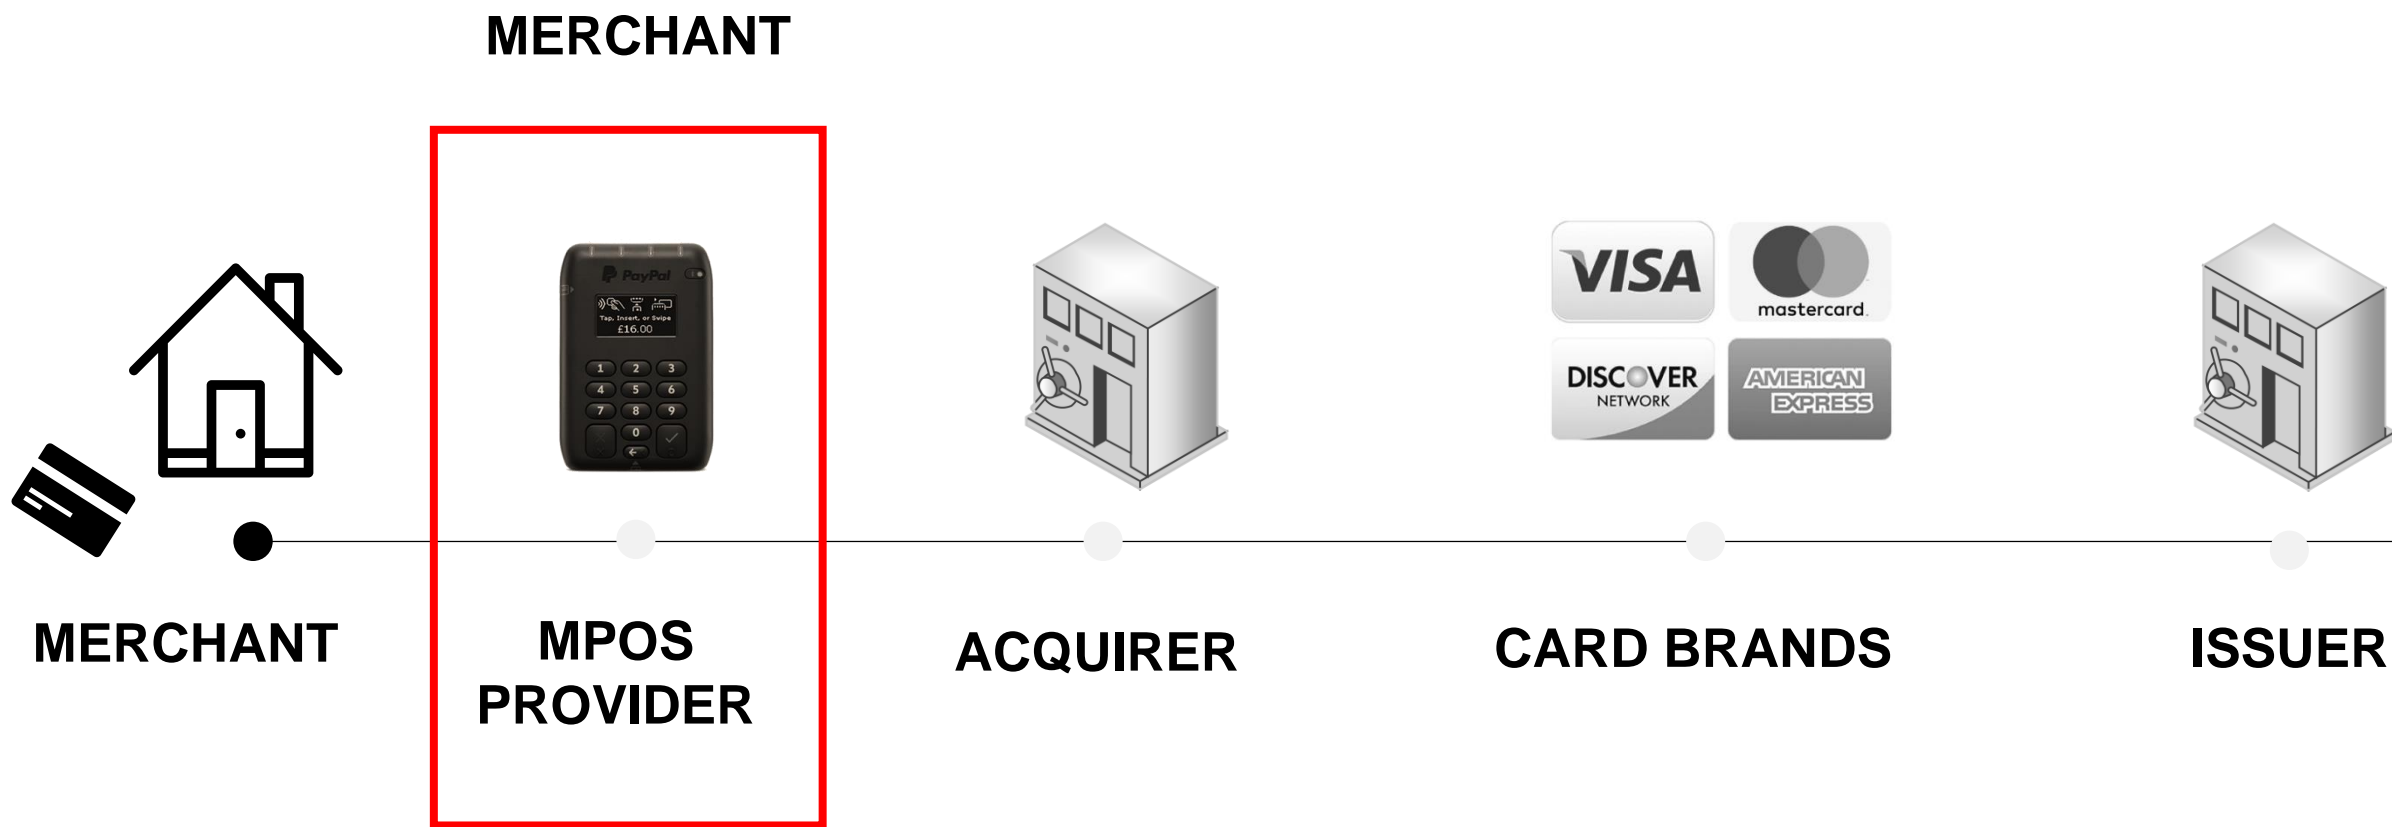 MERCHANT
PayPal
Tap, Insert, or Swipe
£16.00
1 2 3
4 5 6
7 8 9
0
VISA
mastercard.
DISCOVER
NETWORK
AMERICAN
EXPRESS
MERCHANT
MPOS
PROVIDER
ACQUIRER
CARD BRANDS
ISSUER